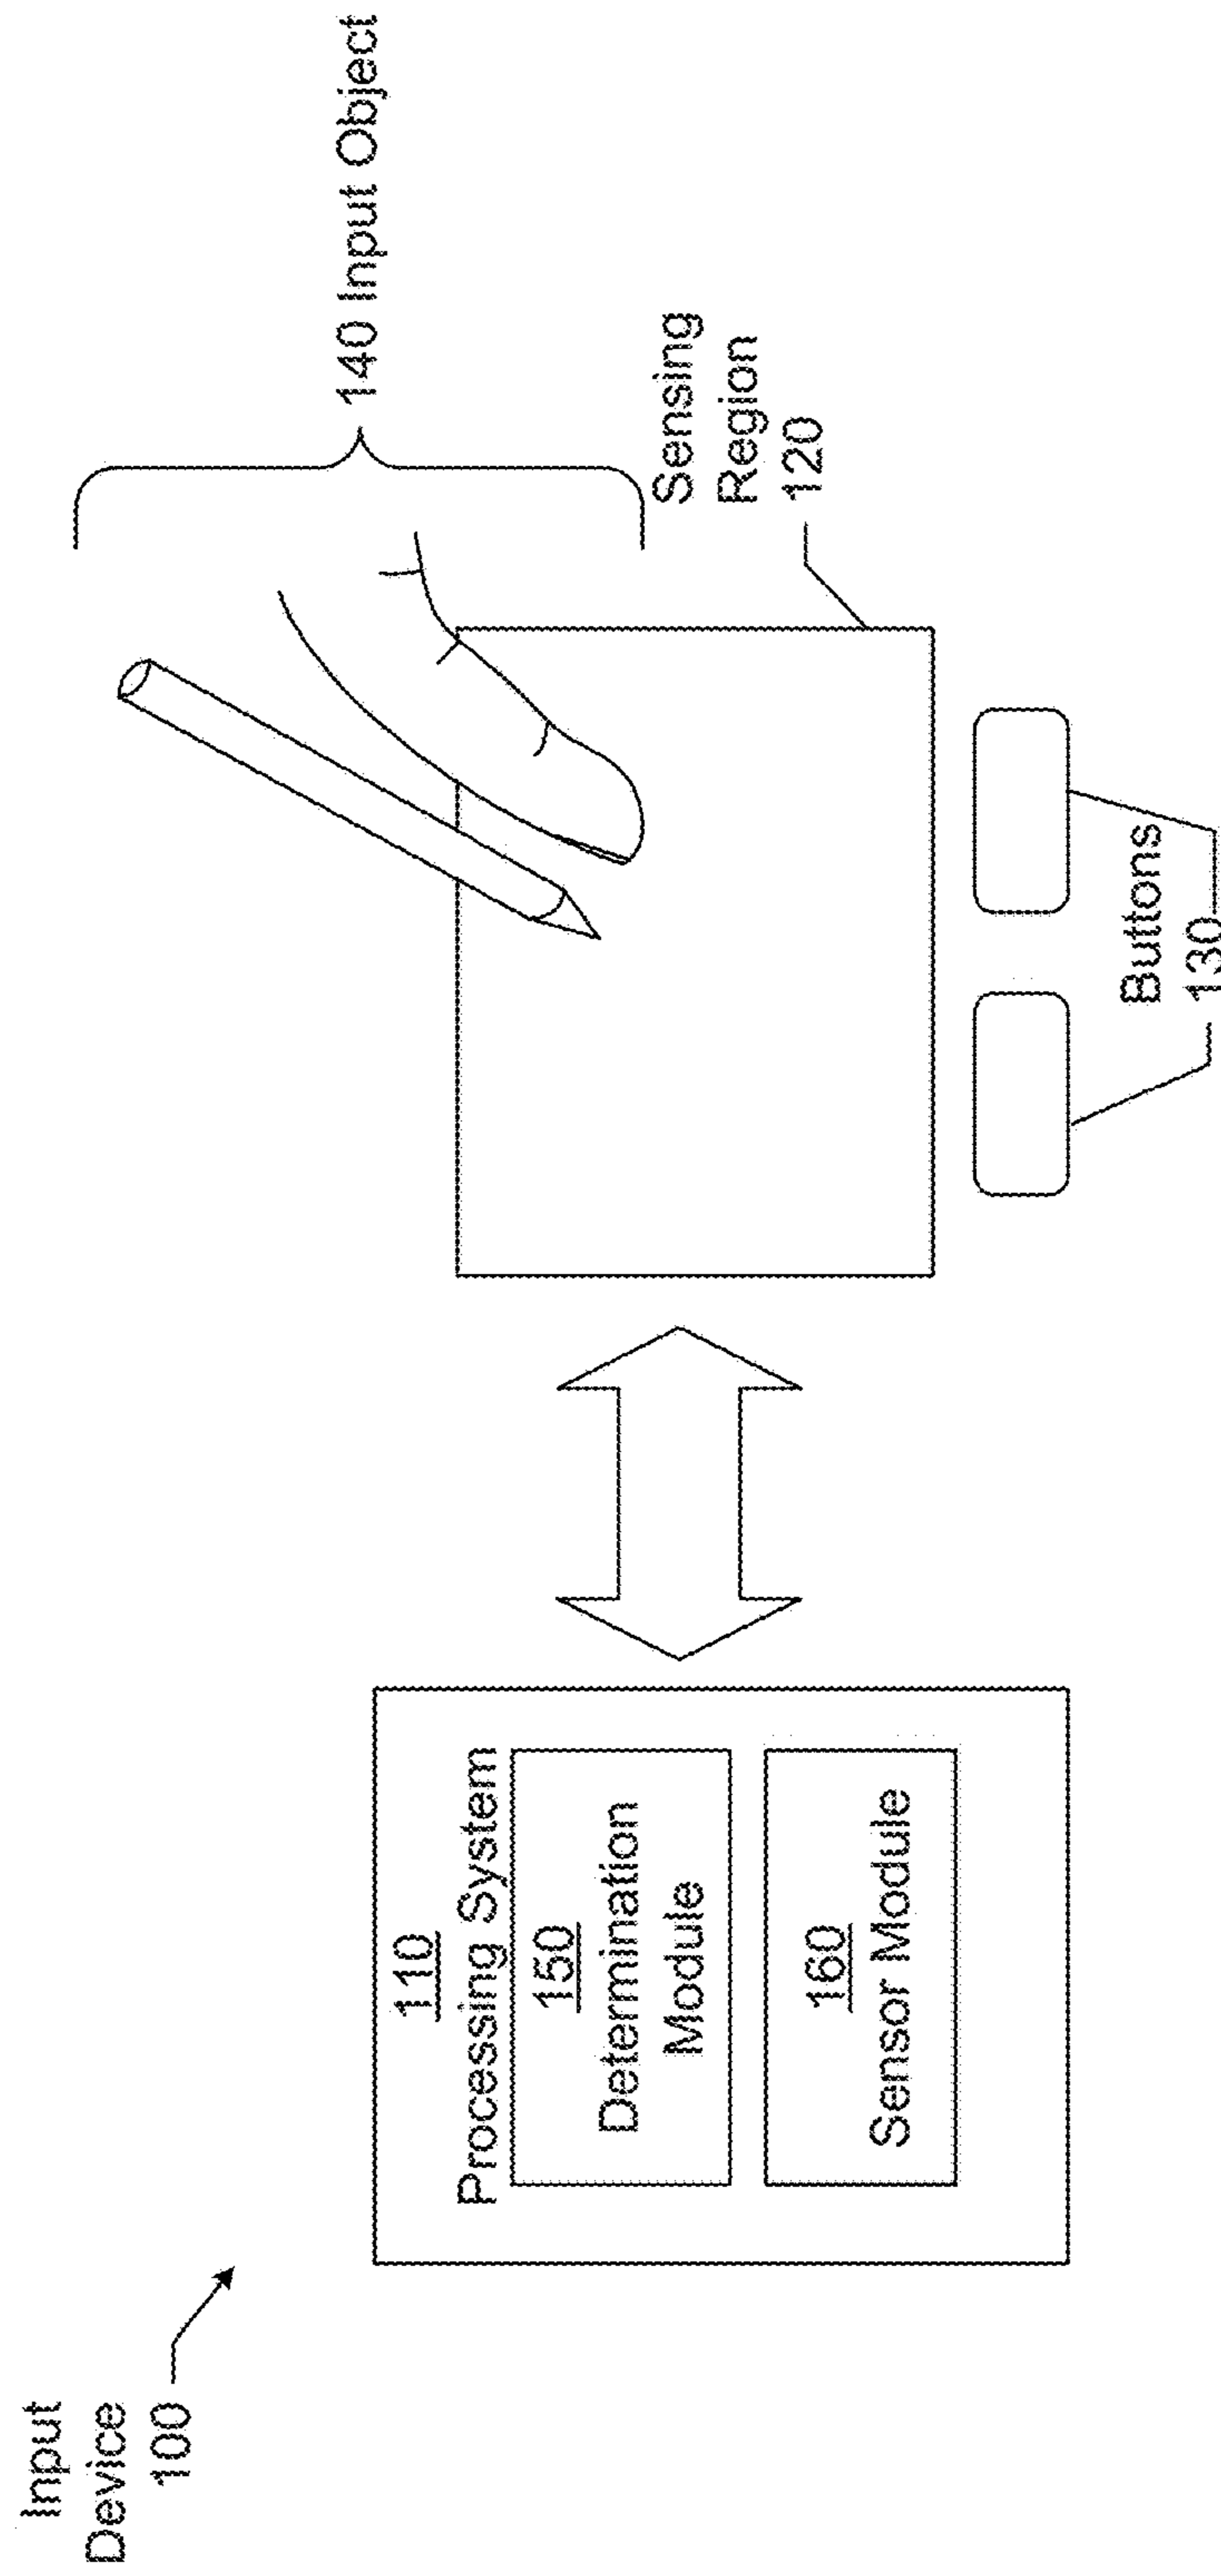 Input
Device
100
110
Processing System
150
Determination
Module
160
Sensor Module
140 Input Object
Sensing
Region
120
Buttons
130